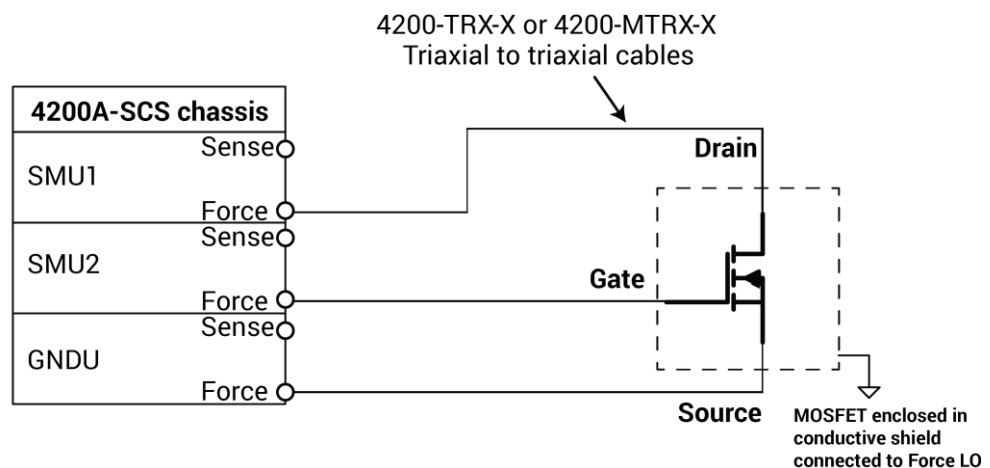 4200-TRX-X or 4200-MTRX-X
Triaxial to triaxial cables
4200A-SCS chassis
Sense
SMU1
Force
Drain
Sense
SMU2
Force
Gate
Sense
GNDU
Force
Source
MOSFET enclosed in
conductive shield
connected to Force LO